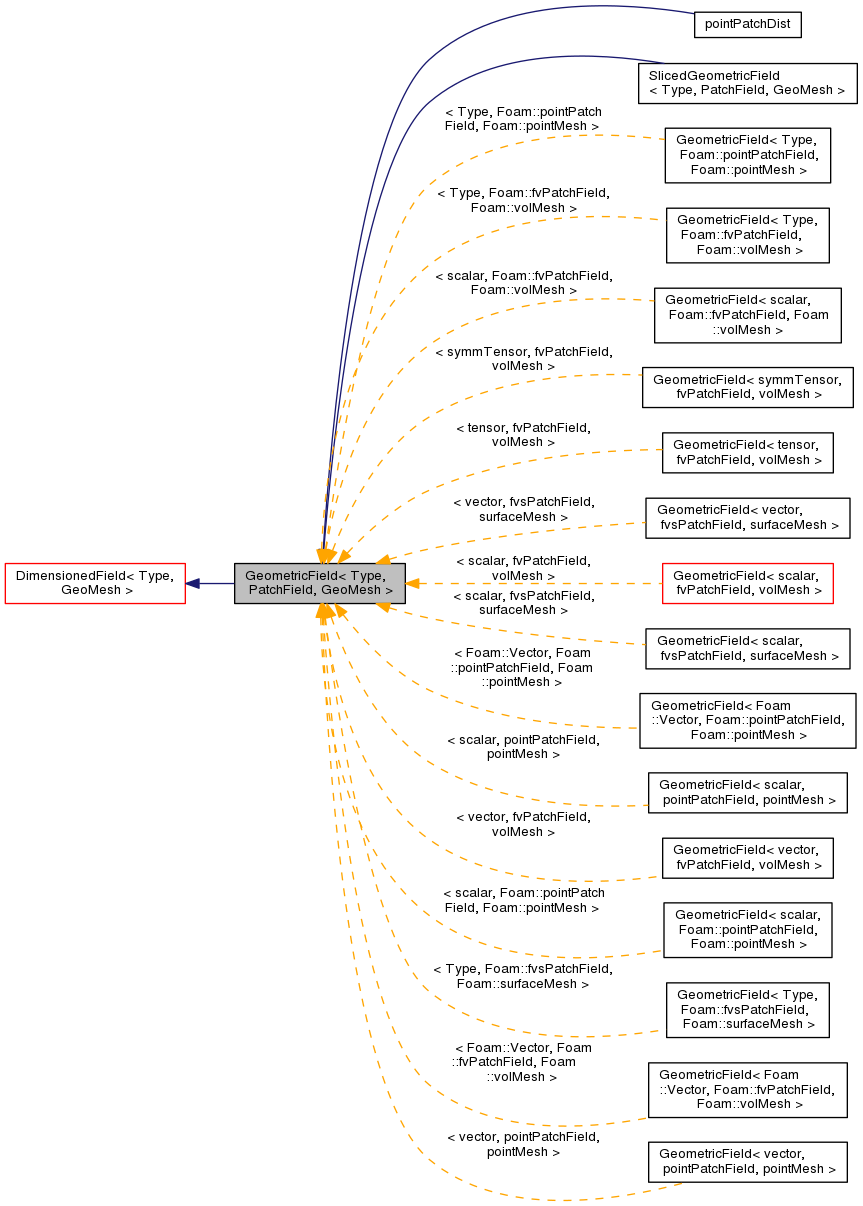 pointPatchDist
SlicedGeometricField
< Type, PatchField, GeoMesh >
< Type, Foam::pointPatch
Field, Foam::pointMesh >
GeometricField< Type,
Foam::pointPatchField,
Foam::pointMesh >
< Type, Foam::fvPatchField,
Foam::volMesh >
GeometricField< Type,
Foam::fvPatchField,
Foam::volMesh >
< scalar, Foam::fvPatchField,
Foam::volMesh >
GeometricField< scalar,
Foam::fvPatchField, Foam
::volMesh >
< symmTensor, fvPatchField,
volMesh >
GeometricField< symmTensor,
fvPatchField, volMesh >
< tensor, fvPatchField,
volMesh >
GeometricField< tensor,
fvPatchField, volMesh >
< vector, fvsPatchField,
surfaceMesh >
GeometricField< vector,
fvsPatchField, surfaceMesh >
DimensionedField< Type,
GeoMesh >
GeometricField< Type,
PatchField, GeoMesh >
< scalar, fvPatchField,
volMesh >
GeometricField< scalar,
fvPatchField, volMesh >
< scalar, fvsPatchField,
surfaceMesh >
GeometricField< scalar,
fvsPatchField, surfaceMesh >
< Foam::Vector, Foam
::pointPatchField, Foam
::pointMesh >
GeometricField< Foam
::Vector, Foam::pointPatchField,
Foam::pointMesh >
< scalar, pointPatchField,
pointMesh >
GeometricField< scalar,
pointPatchField, pointMesh >
< vector, fvPatchField,
volMesh >
GeometricField< vector,
fvPatchField, volMesh >
< scalar, Foam::pointPatch
Field, Foam::pointMesh >
GeometricField< scalar,
Foam::pointPatchField,
Foam::pointMesh >
< Type, Foam::fvsPatchField,
Foam::surfaceMesh >
GeometricField< Type,
Foam::fvsPatchField,
Foam::surfaceMesh >
< Foam::Vector, Foam
::fvPatchField, Foam
::volMesh >
GeometricField< Foam
::Vector, Foam::fvPatchField,
Foam::volMesh >
< vector, pointPatchField,
pointMesh >
GeometricField< vector,
pointPatchField, pointMesh >